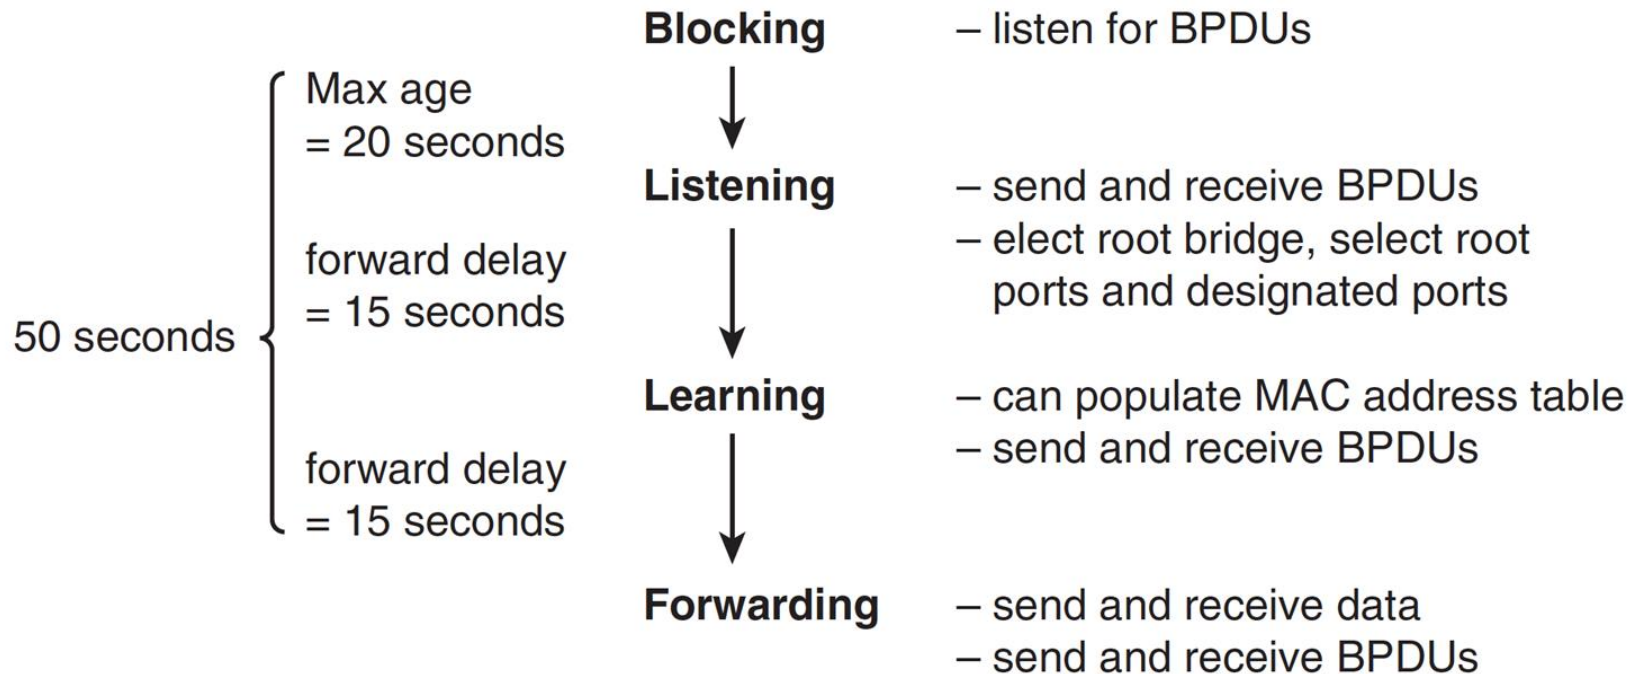 Blocking – listen for BPDUs
Max age
= 20 seconds
Listening – send and receive BPDUs
– elect root bridge, select root
ports and designated ports
forward delay
= 15 seconds
50 seconds
Learning – can populate MAC address table
– send and receive BPDUs
forward delay
= 15 seconds
Forwarding – send and receive data
– send and receive BPDUs